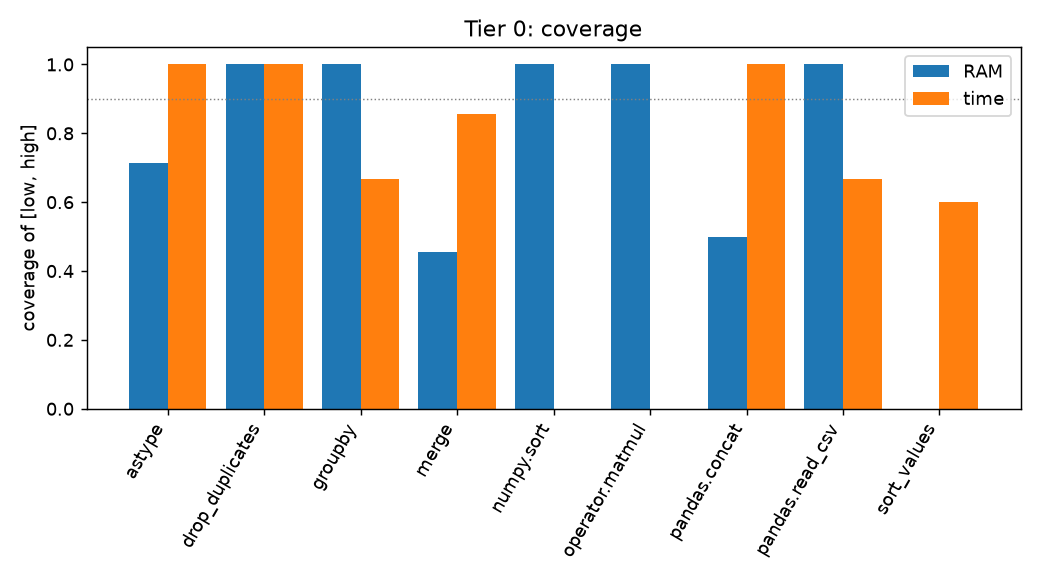 Tier 0: coverage
coverage of [low, high]
1.0
0.8
0.6
0.4
0.2
0.0
RAM
time
astype
drop_duplicates
groupby
merge
numpy.sort
operator.matmul
pandas.concat
pandas.read_csv
sort_values